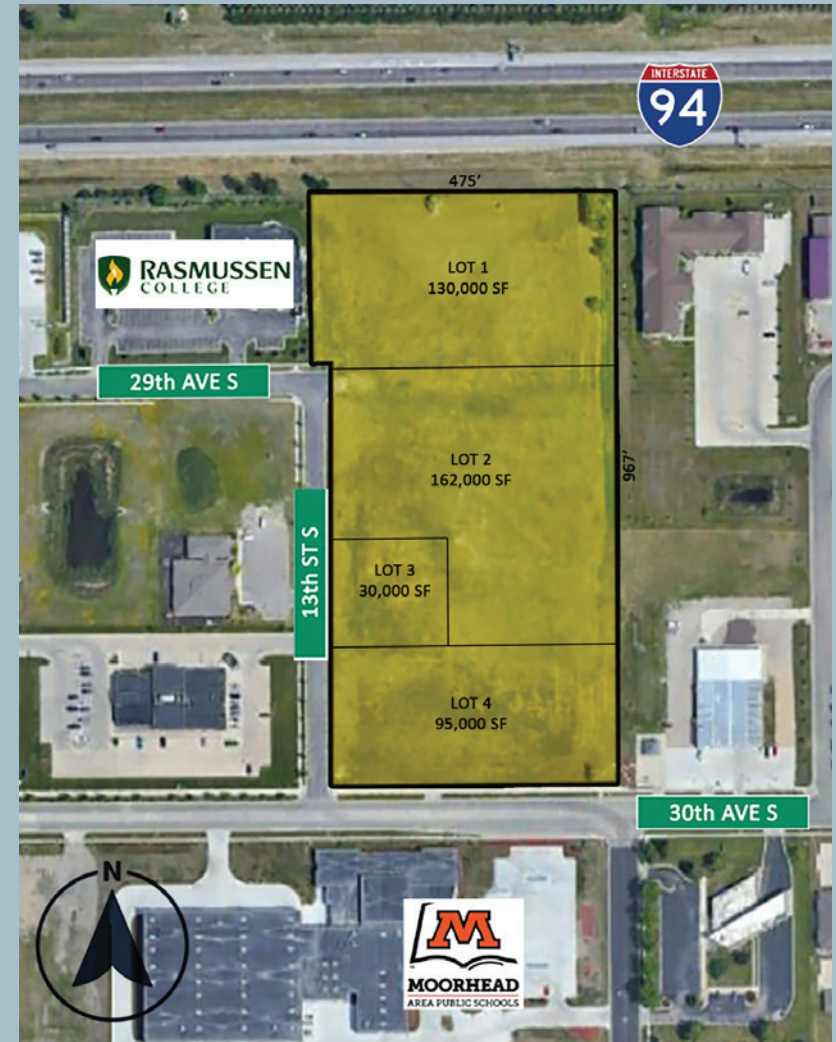 INTERSTATE
94
475’
LOT 1
130,000 SF
RASMUSSEN
COLLEGE
29th AVE S
LOT 2
162,000 SF
967’
13th ST S
LOT 3
30,000 SF
LOT 4
95,000 SF
30th AVE S
N
M
MOORHEAD
AREA PUBLIC SCHOOLS